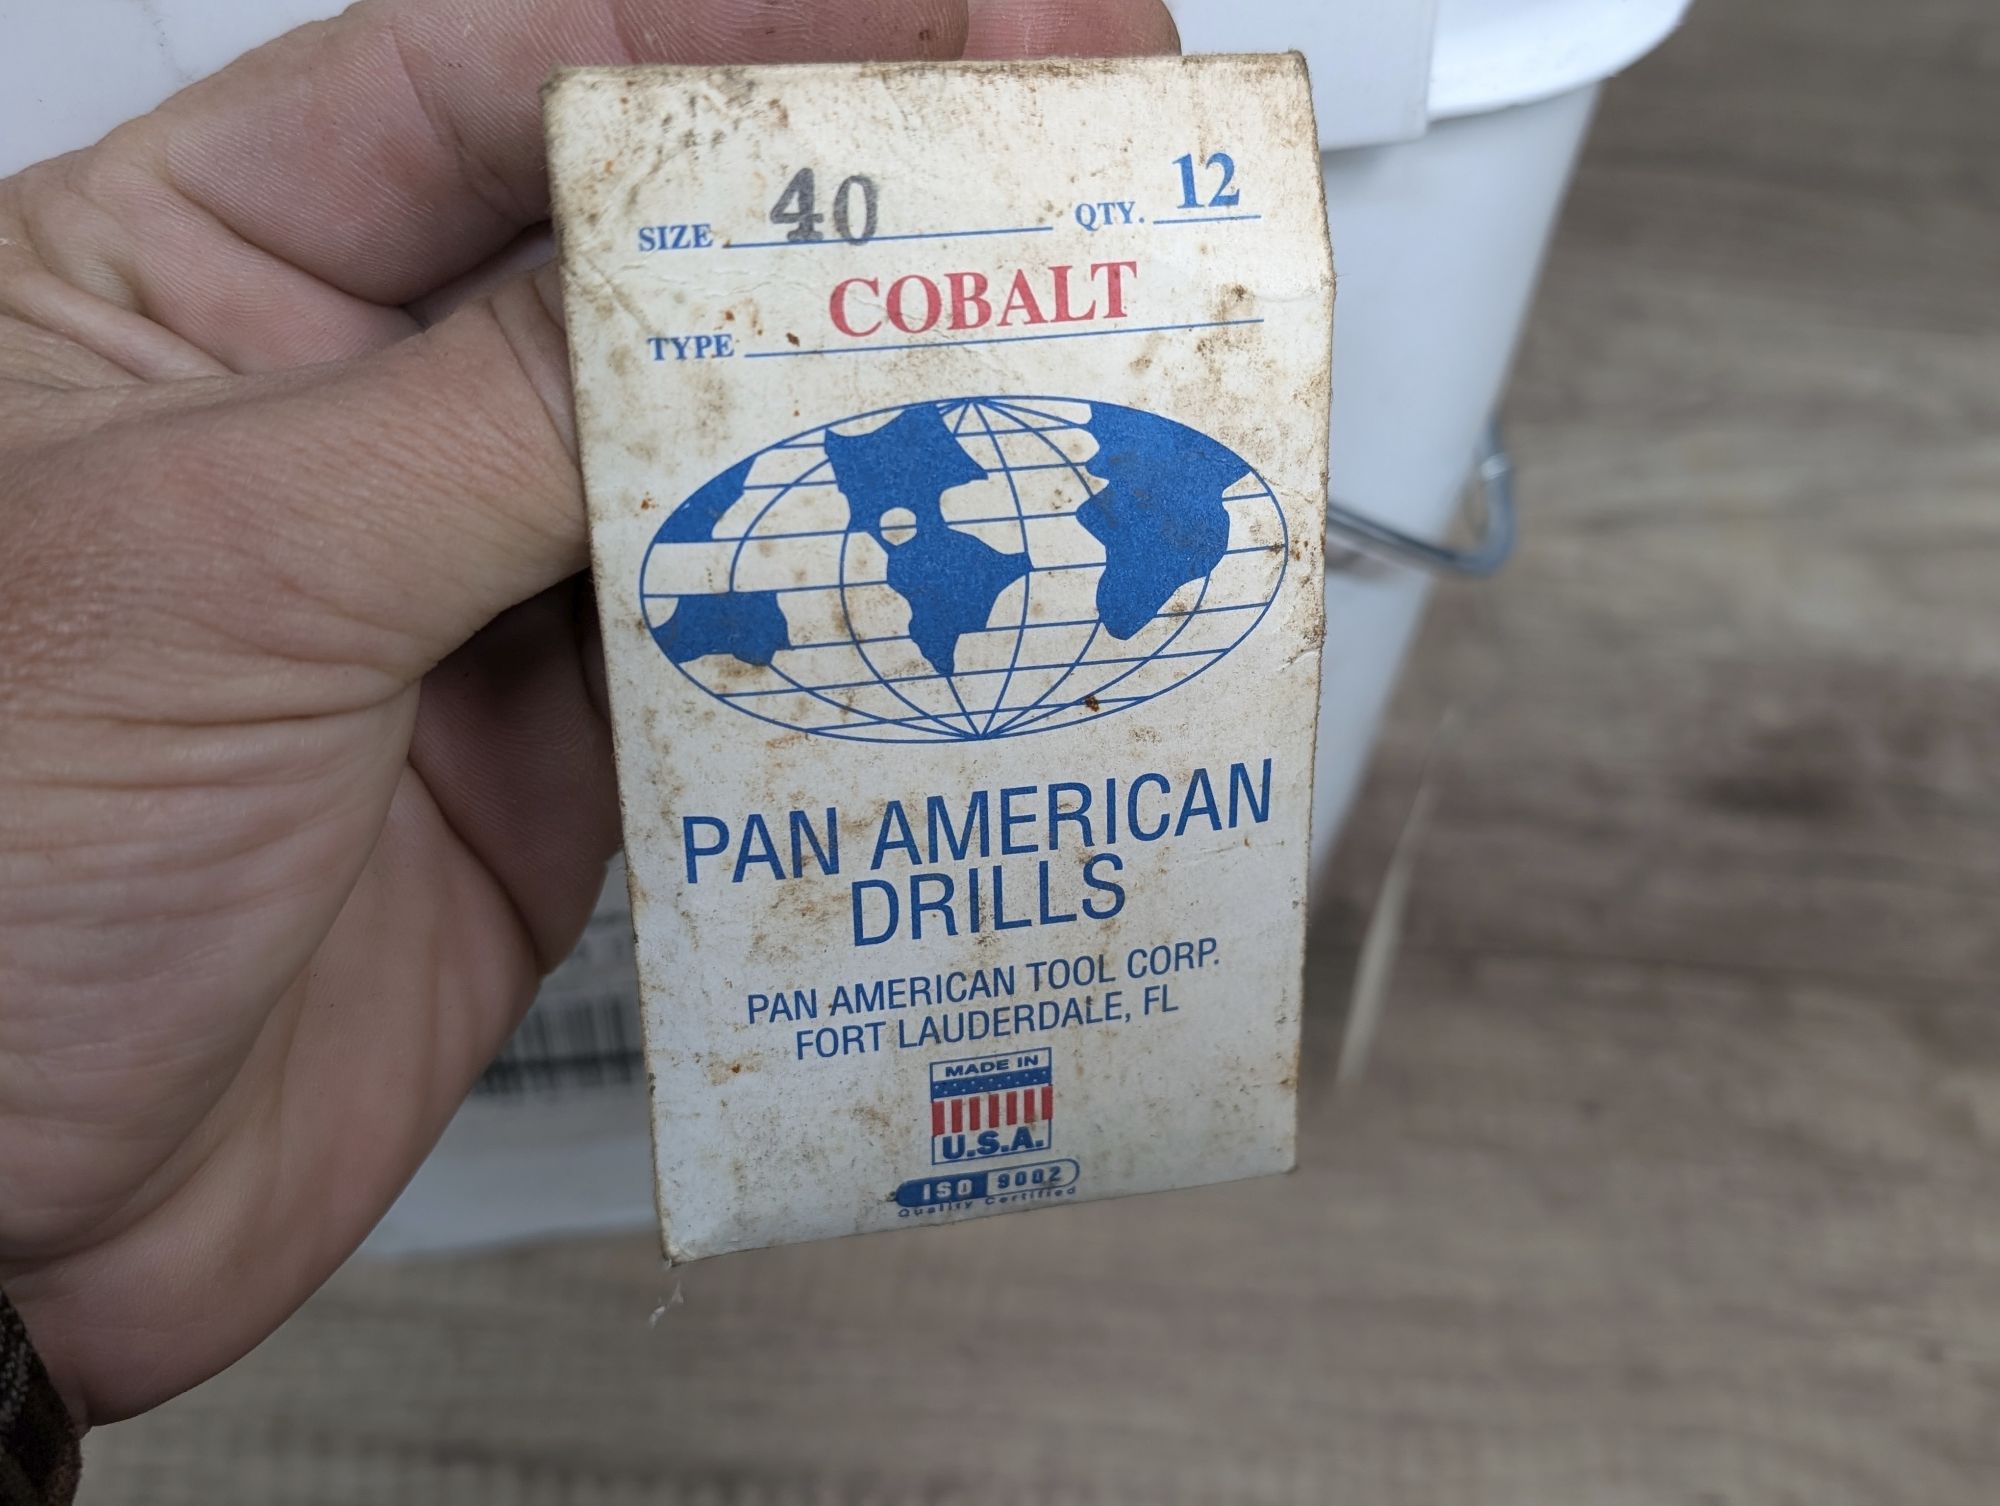 SIZE 40 QTY. 12
TYPE COBALT
PAN AMERICAN
DRILLS
PAN AMERICAN TOOL CORP.
FORT LAUDERDALE, FL
MADE IN
U.S.A.
ISO 9002
Quality Certified